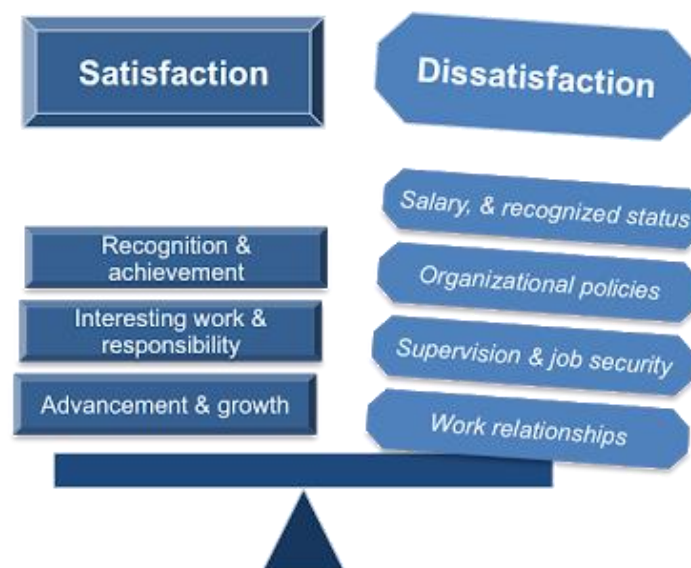 Satisfaction
Dissatisfaction
Recognition &
achievement
Interesting work &
responsibility
Advancement & growth
Salary, & recognized status
Organizational policies
Supervision & job security
Work relationships